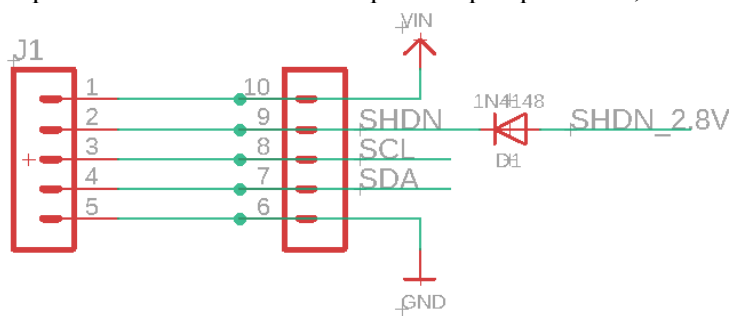 VIN
J1
1 10
1N4148
2 9 SHDN SHDN_2.8V
3 8 SCL
D1
4 7 SDA
5 6
GND